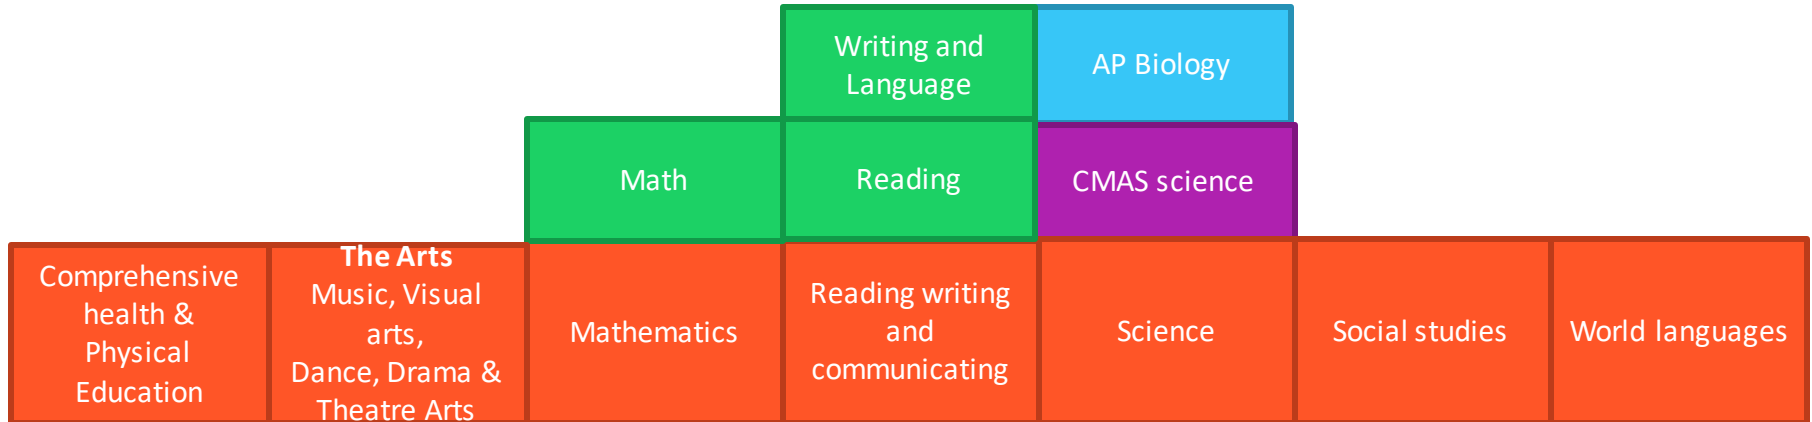 Writing and
Language
AP Biology
Math
Reading
CMAS science
Comprehensive
health &
Physical
Education
The Arts
Music, Visual
arts,
Dance, Drama &
Theatre Arts
Mathematics
Reading writing
and
communicating
Science
Social studies
World languages